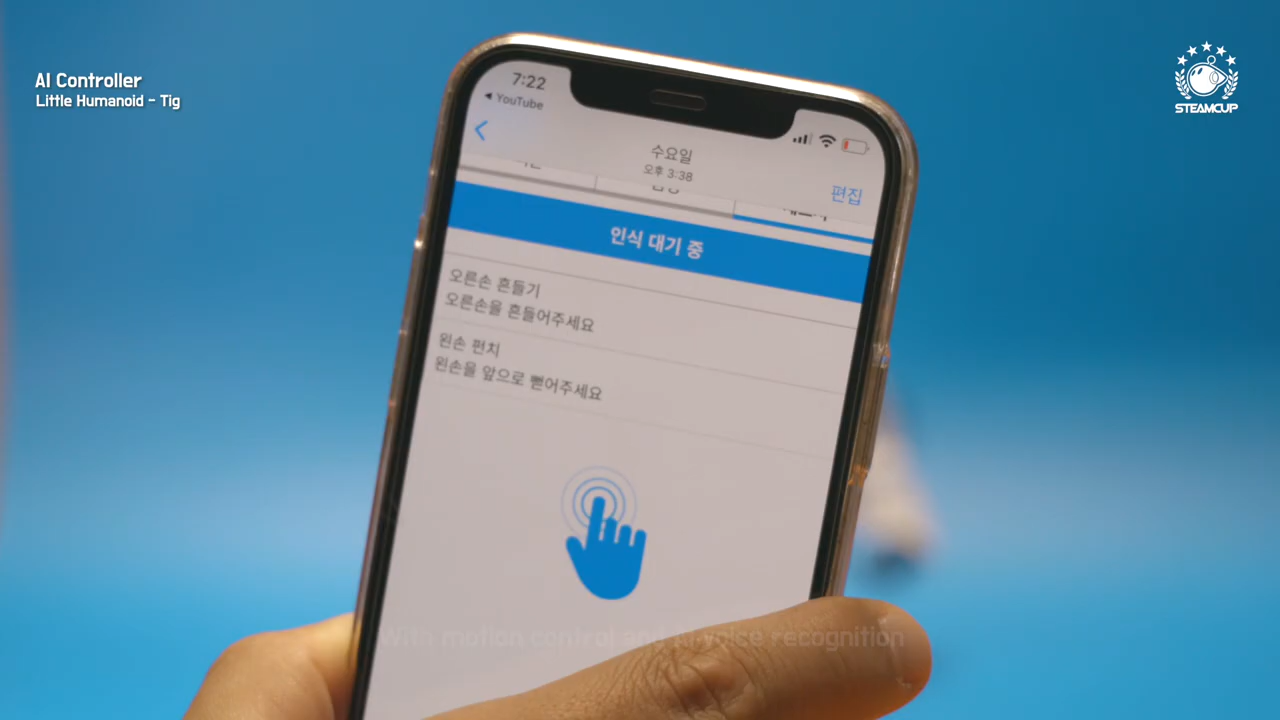 AI Controller
Little Humanoid - Tig
STEAMCUP
7:22
◀ YouTube
수요일
오후 3:38
편집
인식 대기 중
오른손 흔들기
오른손을 흔들어주세요
왼손 펀치
왼손을 앞으로 뻗어주세요
With motion control and AI voice recognition